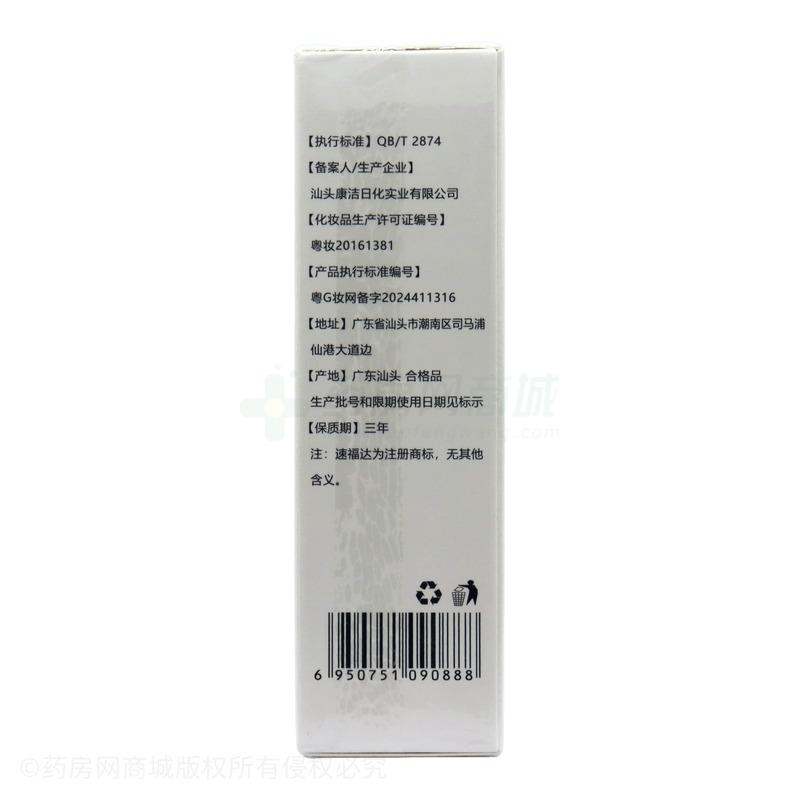 【执行标准】QB/T 2874
【备案人/生产企业】
汕头康洁日化实业有限公司
【化妆品生产许可证编号】
粤妆20161381
【产品执行标准编号】
粤G妆网备字2024411316
【地址】广东省汕头市潮南区司马浦
仙港大道边
【产地】广东汕头 合格品
生产批号和限期使用日期见标示
【保质期】三年
注：速福达为注册商标，无其他
含义。
6 950751 090888
药房网商城
©药房网商城版权所有侵权必究